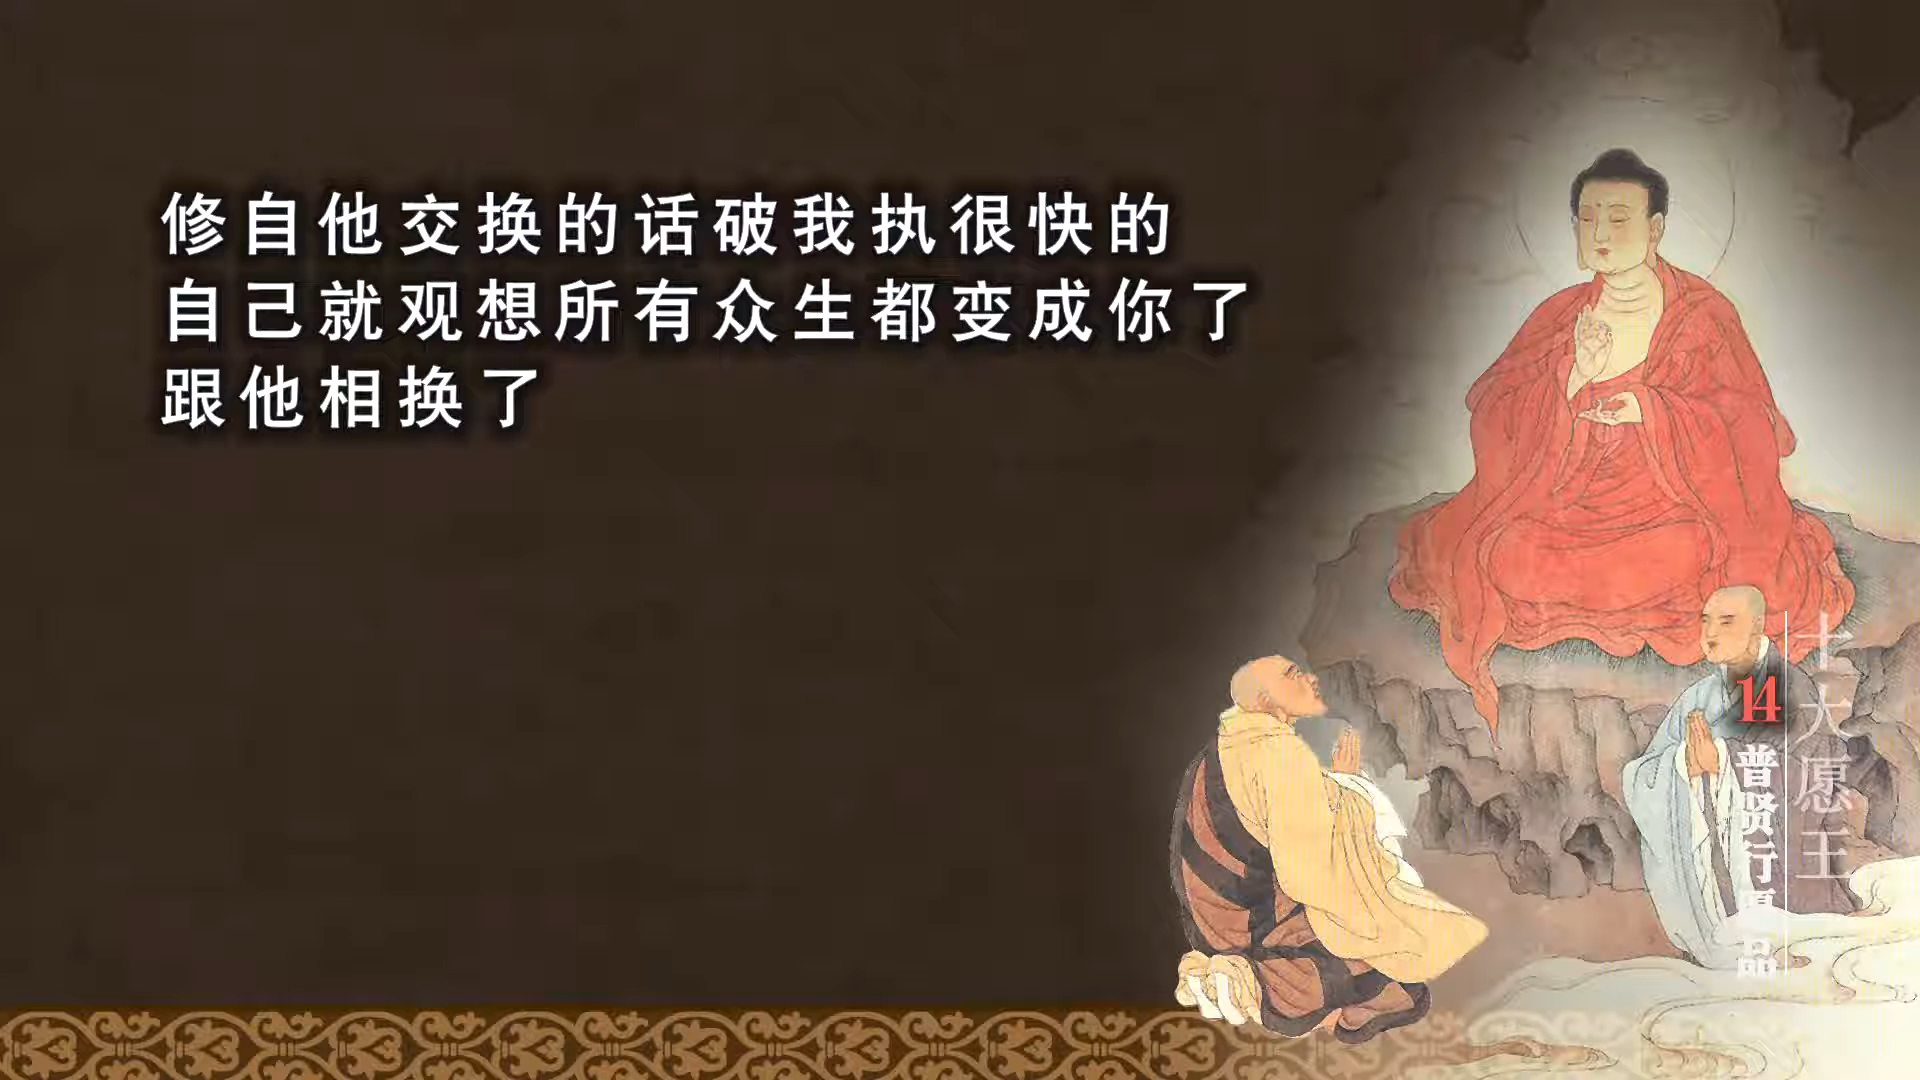 修自他交换的话破我执很快的
自己就观想所有众生都变成你了
跟他相换了
十大愿王
14
普贤行愿品